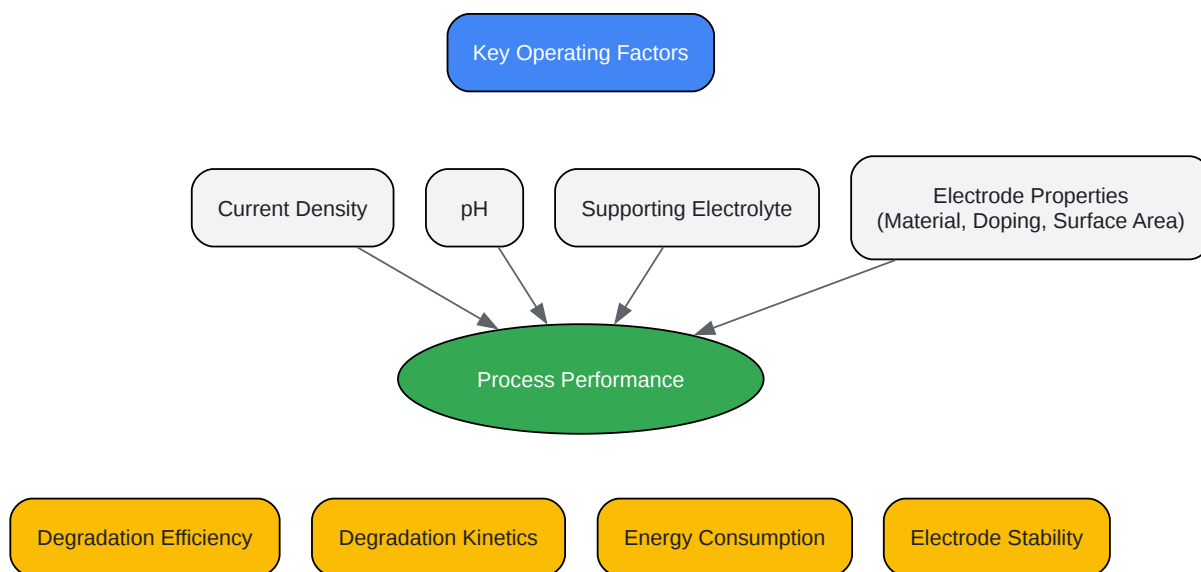 Key Operating Factors
Current Density
pH
Supporting Electrolyte
Electrode Properties
(Material, Doping, Surface Area)
Process Performance
Degradation Efficiency
Degradation Kinetics
Energy Consumption
Electrode Stability